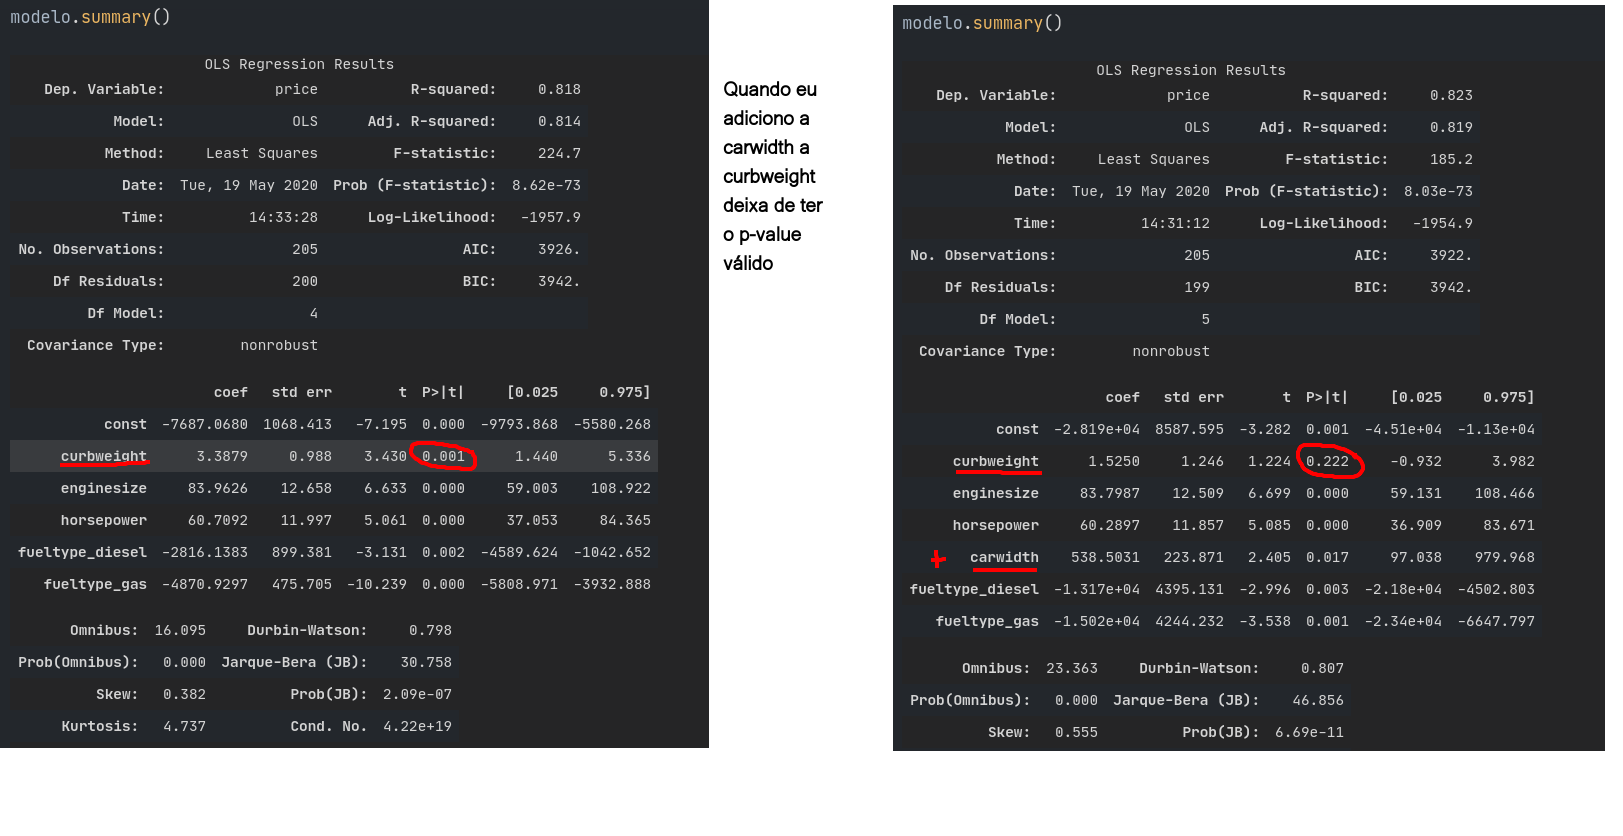 modelo.summary()
OLS Regression Results
Dep. Variable: price R-squared: 0.818
Model: OLS Adj. R-squared: 0.814
Method: Least Squares F-statistic: 224.7
Date: Tue, 19 May 2020 Prob (F-statistic): 8.62e-73
Time: 14:33:28 Log-Likelihood: -1957.9
No. Observations: 205 AIC: 3926.
Df Residuals: 200 BIC: 3942.
Df Model: 4
Covariance Type: nonrobust
coef std err t P>|t| [0.025 0.975]
const -7687.0680 1068.413 -7.195 0.000 -9793.868 -5580.268
curbweight 3.3879 0.988 3.430 0.001 1.440 5.336
enginesize 83.9626 12.658 6.633 0.000 59.003 108.922
horsepower 60.7092 11.997 5.061 0.000 37.053 84.365
fueltype_diesel -2816.1383 899.381 -3.131 0.002 -4589.624 -1042.652
fueltype_gas -4870.9297 475.705 -10.239 0.000 -5808.971 -3932.888
Omnibus: 16.095 Durbin-Watson: 0.798
Prob(Omnibus): 0.000 Jarque-Bera (JB): 30.758
Skew: 0.382 Prob(JB): 2.09e-07
Kurtosis: 4.737 Cond. No. 4.22e+19
Quando eu
adiciono a
carwidth a
curbweight
deixa de ter
o p-value
válido
modelo.summary()
OLS Regression Results
Dep. Variable: price R-squared: 0.823
Model: OLS Adj. R-squared: 0.819
Method: Least Squares F-statistic: 185.2
Date: Tue, 19 May 2020 Prob (F-statistic): 8.03e-73
Time: 14:31:12 Log-Likelihood: -1954.9
No. Observations: 205 AIC: 3922.
Df Residuals: 199 BIC: 3942.
Df Model: 5
Covariance Type: nonrobust
coef std err t P>|t| [0.025 0.975]
const -2.819e+04 8587.595 -3.282 0.001 -4.51e+04 -1.13e+04
curbweight 1.5250 1.246 1.224 0.222 -0.932 3.982
enginesize 83.7987 12.509 6.699 0.000 59.131 108.466
horsepower 60.2897 11.857 5.085 0.000 36.909 83.671
+ carwidth 538.5031 223.871 2.405 0.017 97.038 979.968
fueltype_diesel -1.317e+04 4395.131 -2.996 0.003 -2.18e+04 -4502.803
fueltype_gas -1.502e+04 4244.232 -3.538 0.001 -2.34e+04 -6647.797
Omnibus: 23.363 Durbin-Watson: 0.807
Prob(Omnibus): 0.000 Jarque-Bera (JB): 46.856
Skew: 0.555 Prob(JB): 6.69e-11